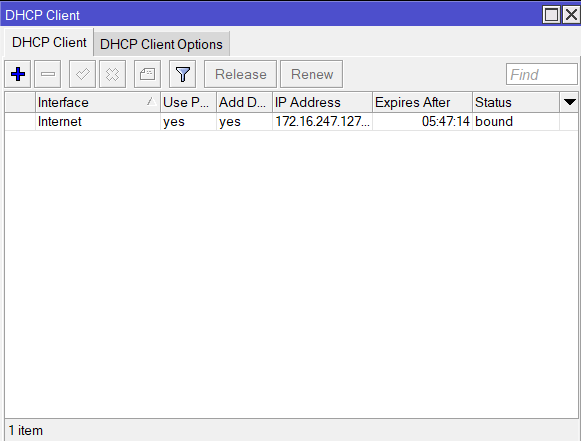 DHCP Client
DHCP Client DHCP Client Options
Release Renew Find
Interface Use P... Add D... IP Address Expires After Status
Internet yes yes 172.16.247.127... 05:47:14 bound
1 item